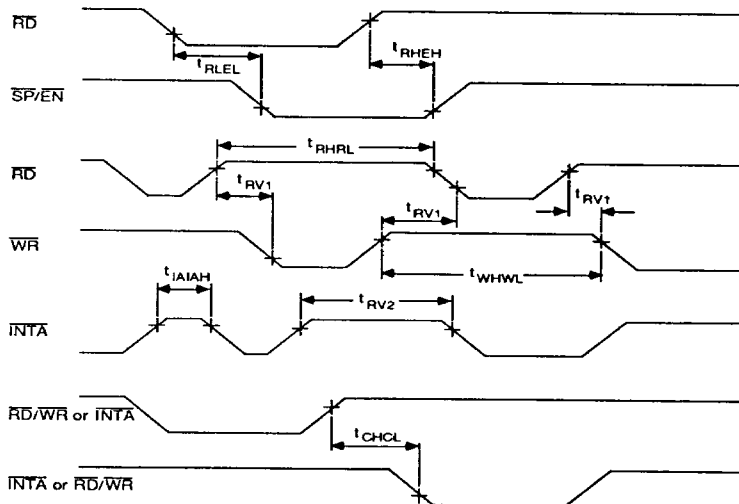 RD
tRLEL
tRHEH
SP/EN
tRHRL
RD
tRV1
tRV1
tRV1
WR
tWHWL
tIAIAH
tRV2
INTA
RD/WR or INTA
tCHCL
INTA or RD/WR